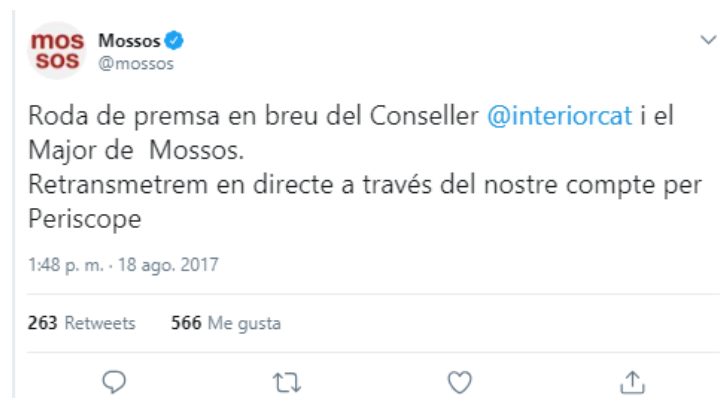 mos
sos
Mossos
@mossos
Roda de premsa en breu del Conseller @interiorcat i el
Major de  Mossos.
Retransmetrem en directe a través del nostre compte per
Periscope
1:48 p. m. · 18 ago. 2017
263 Retweets 566 Me gusta